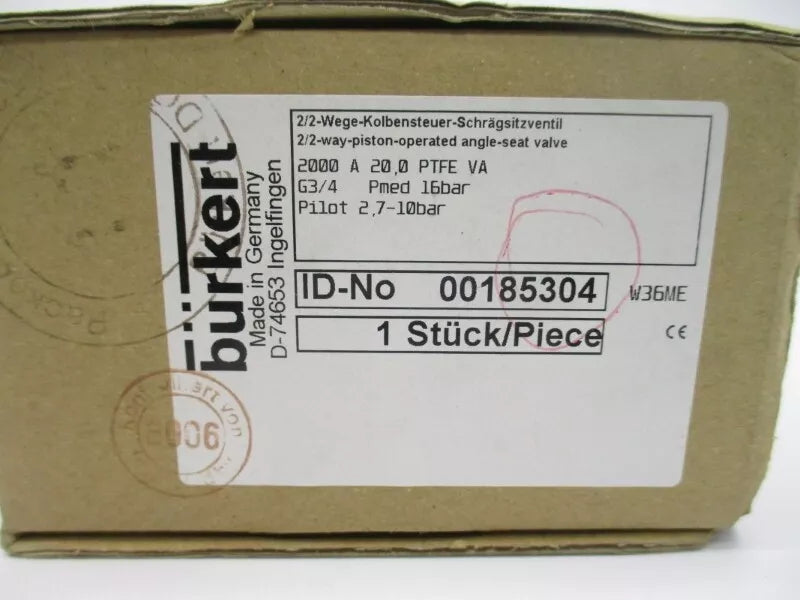 bürkert
Made in Germany
D-74653 Ingelfingen
2/2-Wege-Kolbensteuer-Schrägsitzventil
2/2-way-piston-operated angle-seat valve
2000 A 20,0 PTFE VA
G3/4 Pmed 16bar
Pilot 2,7-10bar
ID-No 00185304
W36ME
1 Stück/Piece
CE
von